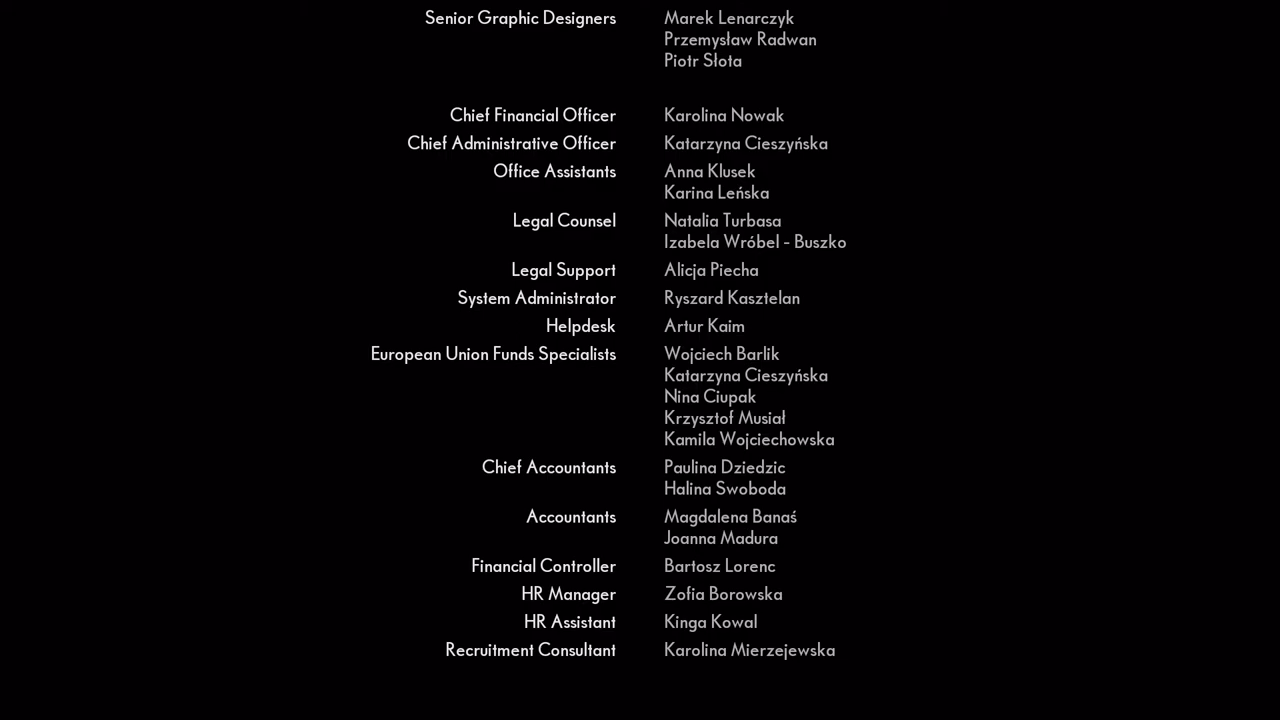 Senior Graphic Designers Marek Lenarczyk
Przemysław Radwan
Piotr Słota
Chief Financial Officer Karolina Nowak
Chief Administrative Officer Katarzyna Cieszyńska
Office Assistants Anna Klusek
Karina Leńska
Legal Counsel Natalia Turbasa
Izabela Wróbel - Buszko
Legal Support Alicja Piecha
System Administrator Ryszard Kasztelan
Helpdesk Artur Kaim
European Union Funds Specialists Wojciech Barlik
Katarzyna Cieszyńska
Nina Ciupak
Krzysztof Musiał
Kamila Wojciechowska
Chief Accountants Paulina Dziedzic
Halina Swoboda
Accountants Magdalena Banaś
Joanna Madura
Financial Controller Bartosz Lorenc
HR Manager Zofia Borowska
HR Assistant Kinga Kowal
Recruitment Consultant Karolina Mierzejewska